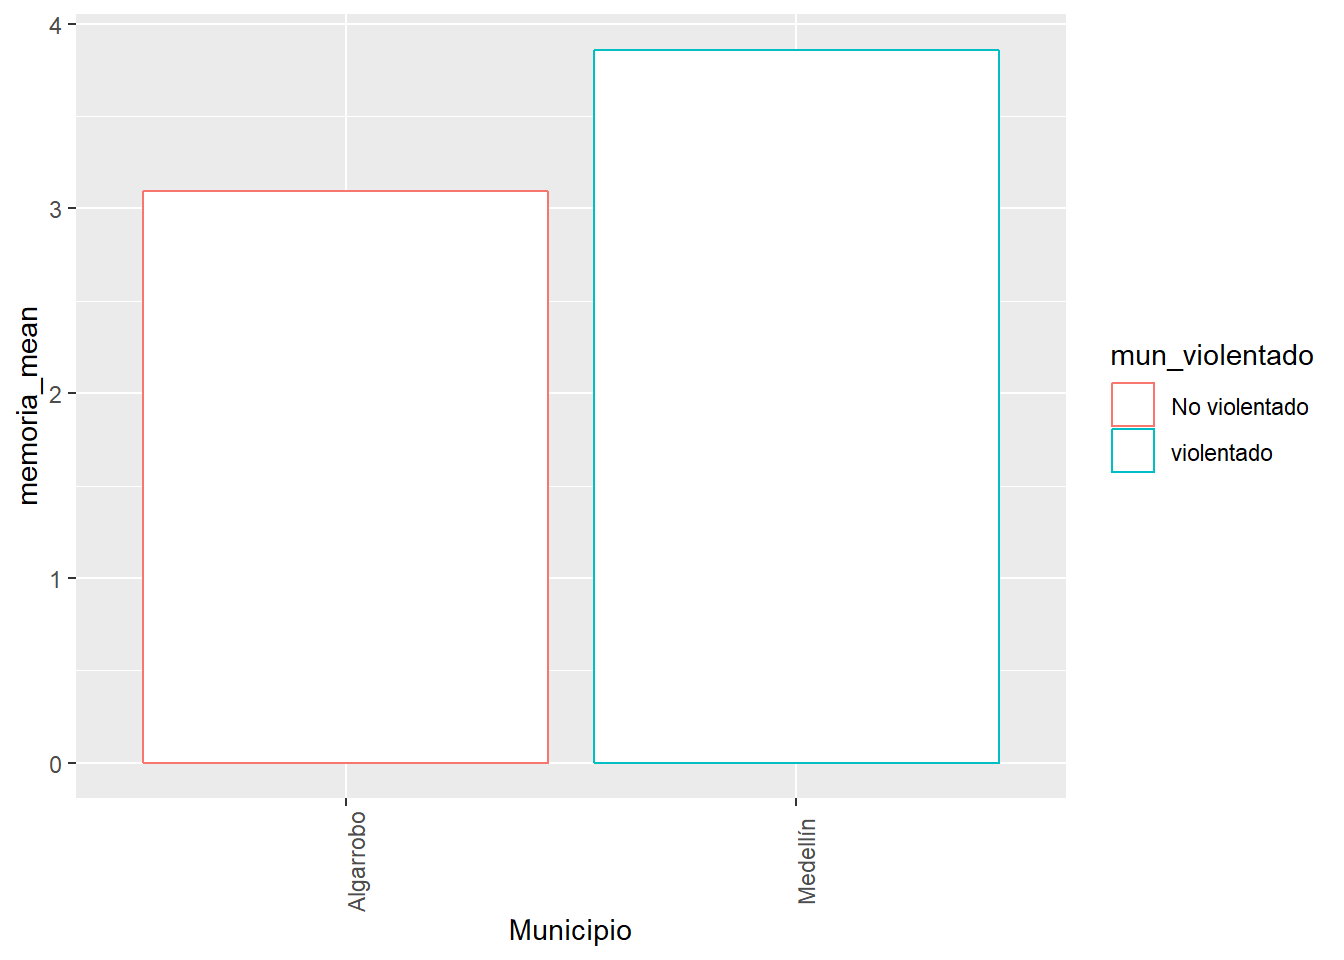 4
3
2
1
0
memoria_mean
Algarrobo
Medellín
Municipio
mun_violentado
No violentado
violentado